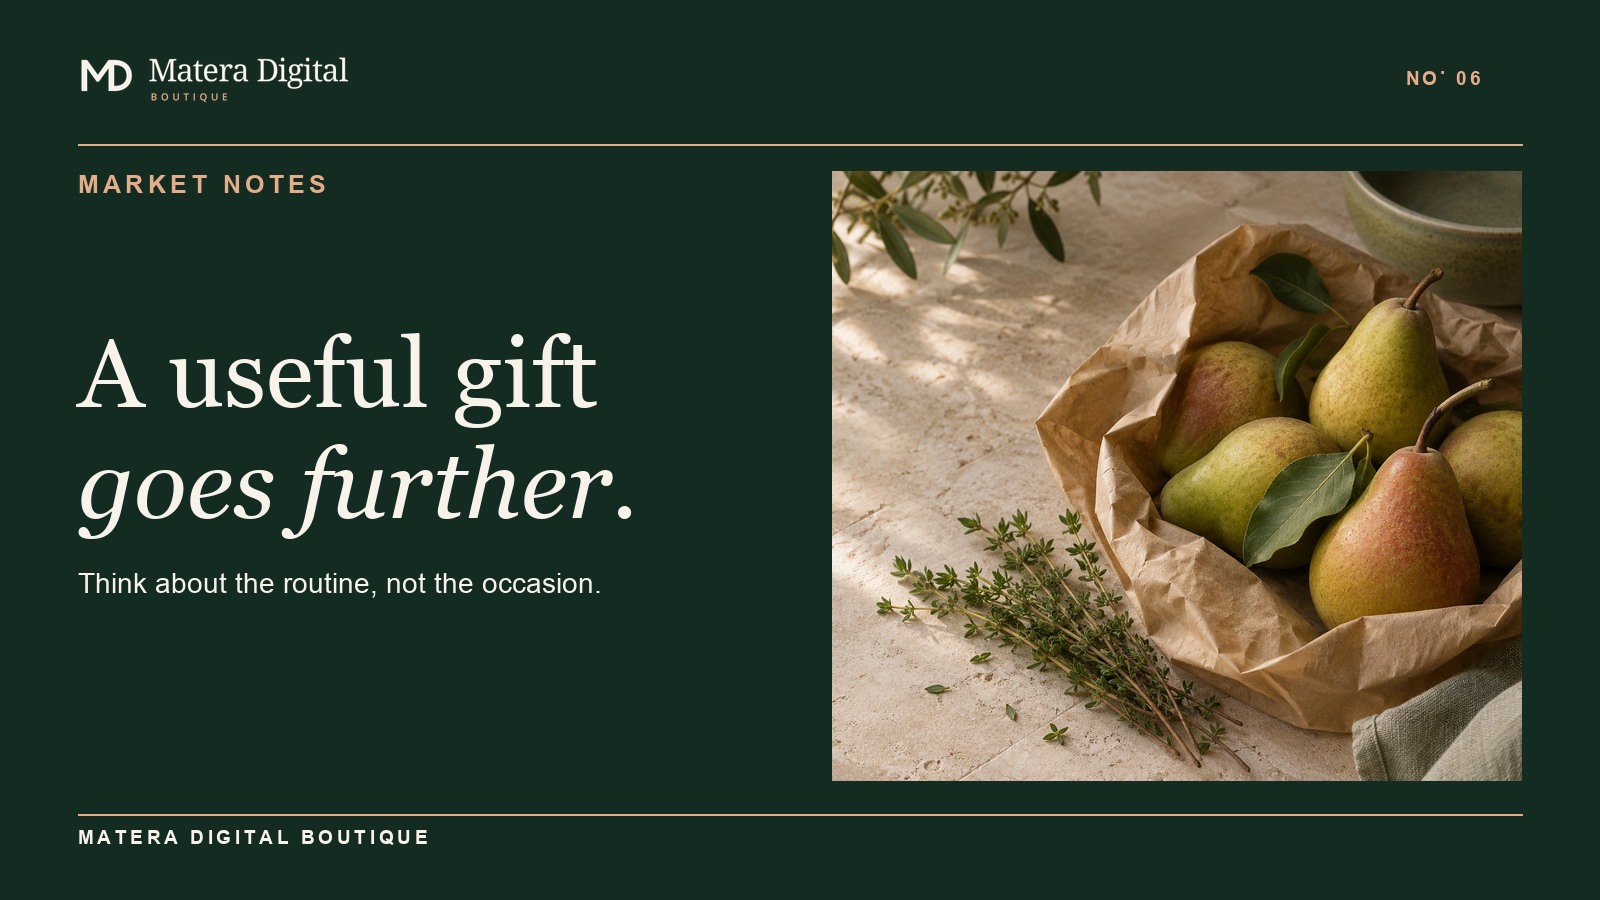 MD Matera Digital
BOUTIQUE
NO. 06
MARKET NOTES
A useful gift
goes further.
Think about the routine, not the occasion.
MATERA DIGITAL BOUTIQUE